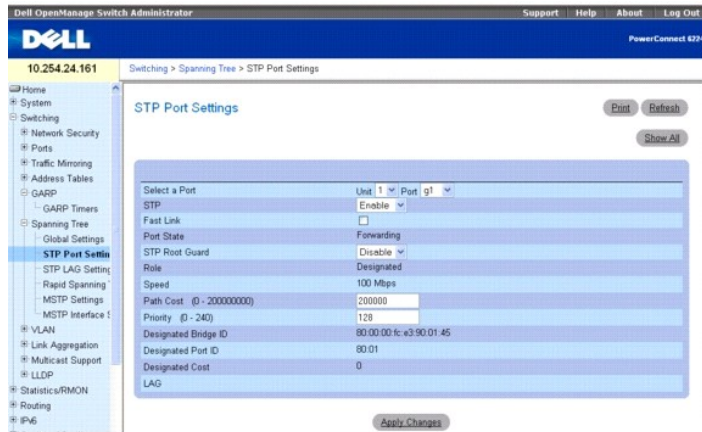 Dell OpenManage Switch Administrator
Support Help About Log Out
DELL
PowerConnect 6224
10.254.24.161
Switching > Spanning Tree > STP Port Settings
Home
System
Switching
Network Security
Ports
Traffic Mirroring
Address Tables
GARP
GARP Timers
Spanning Tree
Global Settings
STP Port Settin
STP LAG Setting
Rapid Spanning
MSTP Settings
MSTP Interface S
VLAN
Link Aggregation
Multicast Support
LLDP
Statistics/RMON
Routing
IPv6
STP Port Settings
Print Refresh
Show All
Select a Port Unit 1 Port g1
STP Enable
Fast Link
Port State Forwarding
STP Root Guard Disable
Role Designated
Speed 100 Mbps
Path Cost (0 - 200000000) 200000
Priority (0 - 240) 128
Designated Bridge ID 80:00:00:fc:e3:90:01:45
Designated Port ID 80:01
Designated Cost 0
LAG
Apply Changes